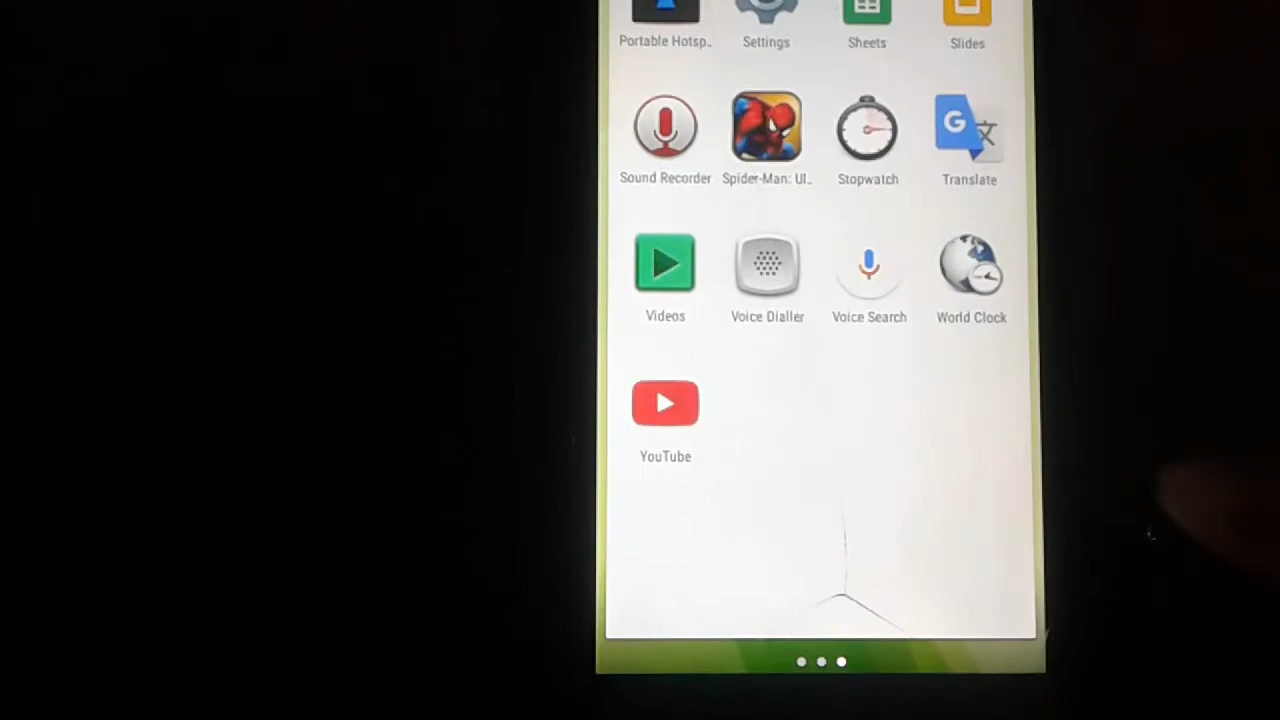 Portable Hotsp.. Settings Sheets Slides
Sound Recorder Spider-Man: Ul.. Stopwatch Translate
G
Videos Voice Dialler Voice Search World Clock
YouTube